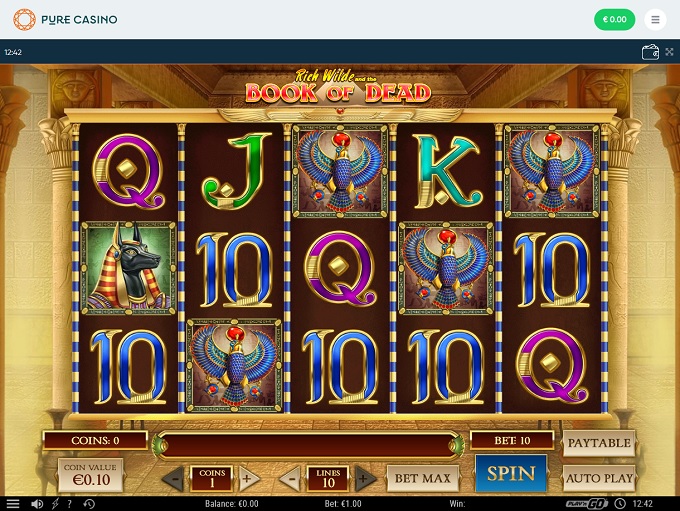 PURE CASINO
€ 0.00
12:42
Rich Wilde and the
BOOK OF DEAD
Q J K
10 Q 10
10 10 10 Q
COINS: 0
BET: 10
PAYTABLE
COIN VALUE
€0.10
COINS
1
LINES
10
BET MAX
SPIN
AUTO PLAY
? Balance: €0.00 Bet: €1.00 Win: PLAY'N GO 12:42